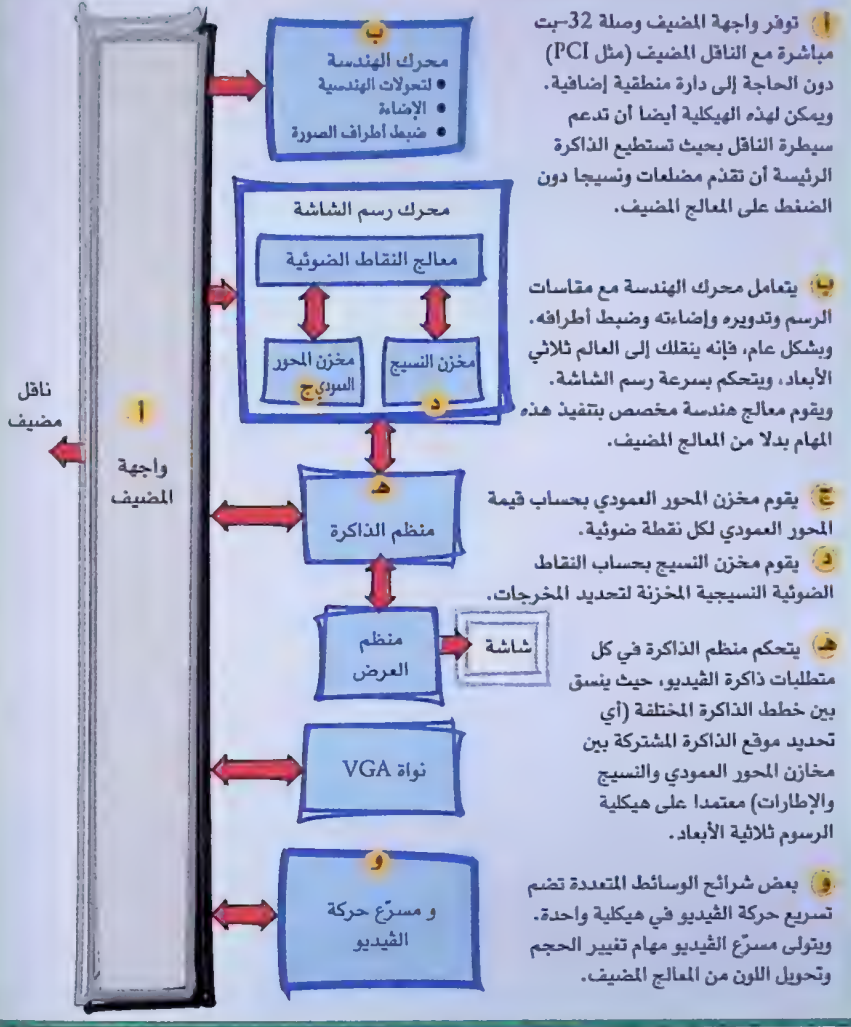 أ توفر واجهة المضيف وصلة 32-بت
مباشرة مع الناقل المضيف (مثل PCI)
دون الحاجة إلى دارة منطقية إضافية.
ويمكن لهذه الهيكلية أيضا أن تدعم
سيطرة الناقل بحيث تستطيع الذاكرة
الرئيسة أن تقدم مضلعات ونسيجا دون
الضغط على المعالج المضيف.
ب يتعامل محرك الهندسة مع مقاسات
الرسم وتدويره وإضاءته وضبط أطرافه.
وبشكل عام، فإنه ينقلك إلى العالم ثلاثي
الأبعاد، ويتحكم بسرعة رسم الشاشة.
ويقوم معالج هندسة مخصص بتنفيذ هذه
المهام بدلا من المعالج المضيف.
ج يقوم مخزن المحور العمودي بحساب قيمة
المحور العمودي لكل نقطة ضوئية.
د يقوم مخزن النسيج بحساب النقاط
الضوئية النسيجية المخزنة لتحديد المخرجات.
هـ يتحكم منظم الذاكرة في كل
متطلبات ذاكرة الڤيديو، حيث ينسق
بين خطط الذاكرة المختلفة (أي
تحديد موقع الذاكرة المشتركة بين
مخازن المحور العمودي والنسيج
والإطارات) معتمدا على هيكلية
الرسوم ثلاثية الأبعاد.
و بعض شرائح الوسائط المتعددة تضم
تسريع حركة الڤيديو في هيكلية واحدة.
ويتولى مسرّع الڤيديو مهام تغيير الحجم
وتحويل اللون من المعالج المضيف.
ب
محرك الهندسة
• لتحولات الهندسية
• الإضاءة
• ضبط أطراف الصورة
محرك رسم الشاشة
معالج النقاط الضوئية
مخزن النسيج
د
مخزن المحور
العمودي ج
هـ
منظم الذاكرة
منظم
العرض
شاشة
نواة VGA
و
و مسرّع حركة
الڤيديو
أ
واجهة
المضيف
ناقل
مضيف